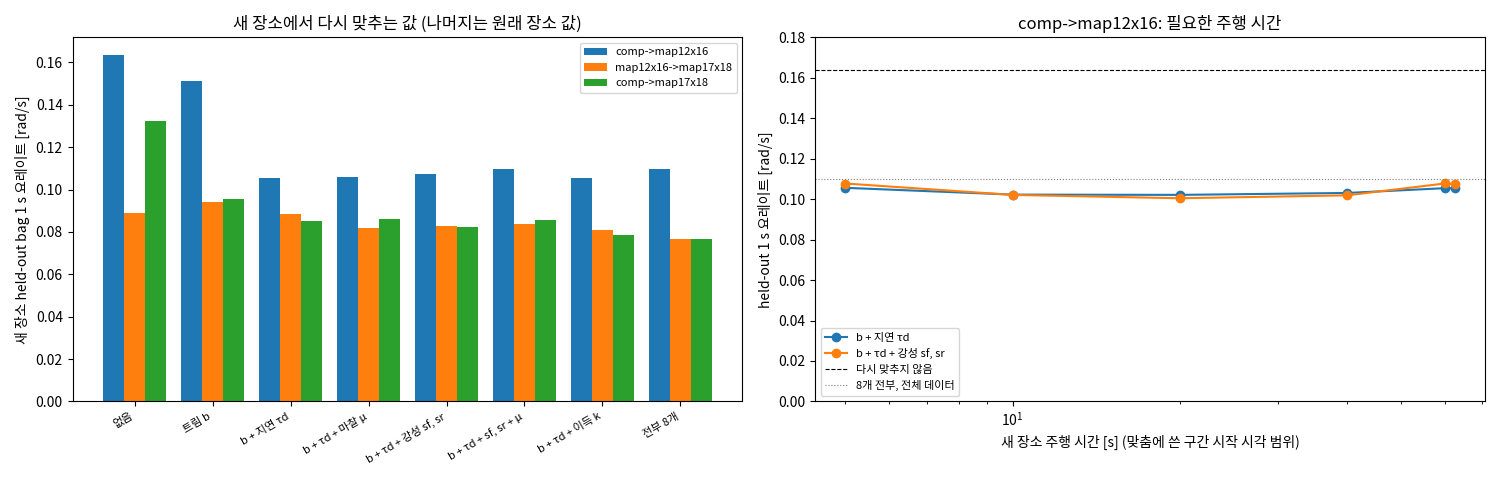 새 장소에서 다시 맞추는 값 (나머지는 원래 장소 값)
새 장소 held-out bag 1 s 요레이트 [rad/s]
0.16
0.14
0.12
0.10
0.08
0.06
0.04
0.02
0.00
comp->map12x16
map12x16->map17x18
comp->map17x18
없음
트림 b
b + 지연 τd
b + τd + 마찰 μ
b + τd + 강성 sf, sr
b + τd + sf, sr + μ
b + τd + 이득 k
전부 8개
comp->map12x16: 필요한 주행 시간
held-out 1 s 요레이트 [rad/s]
0.18
0.16
0.14
0.12
0.10
0.08
0.06
0.04
0.02
0.00
b + 지연 τd
b + τd + 강성 sf, sr
다시 맞추지 않음
8개 전부, 전체 데이터
10¹
새 장소 주행 시간 [s] (맞춤에 쓴 구간 시작 시각 범위)